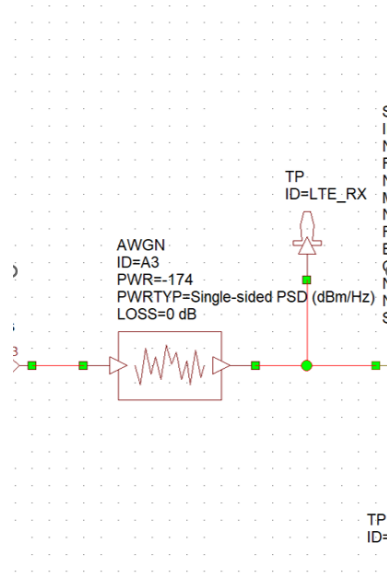 TP
ID=LTE_RX
AWGN
ID=A3
PWR=-174
PWRTYP=Single-sided PSD (dBm/Hz)
LOSS=0 dB
3
S
I
N
F
N
M
N
F
E
C
N
N
S
TP
ID=